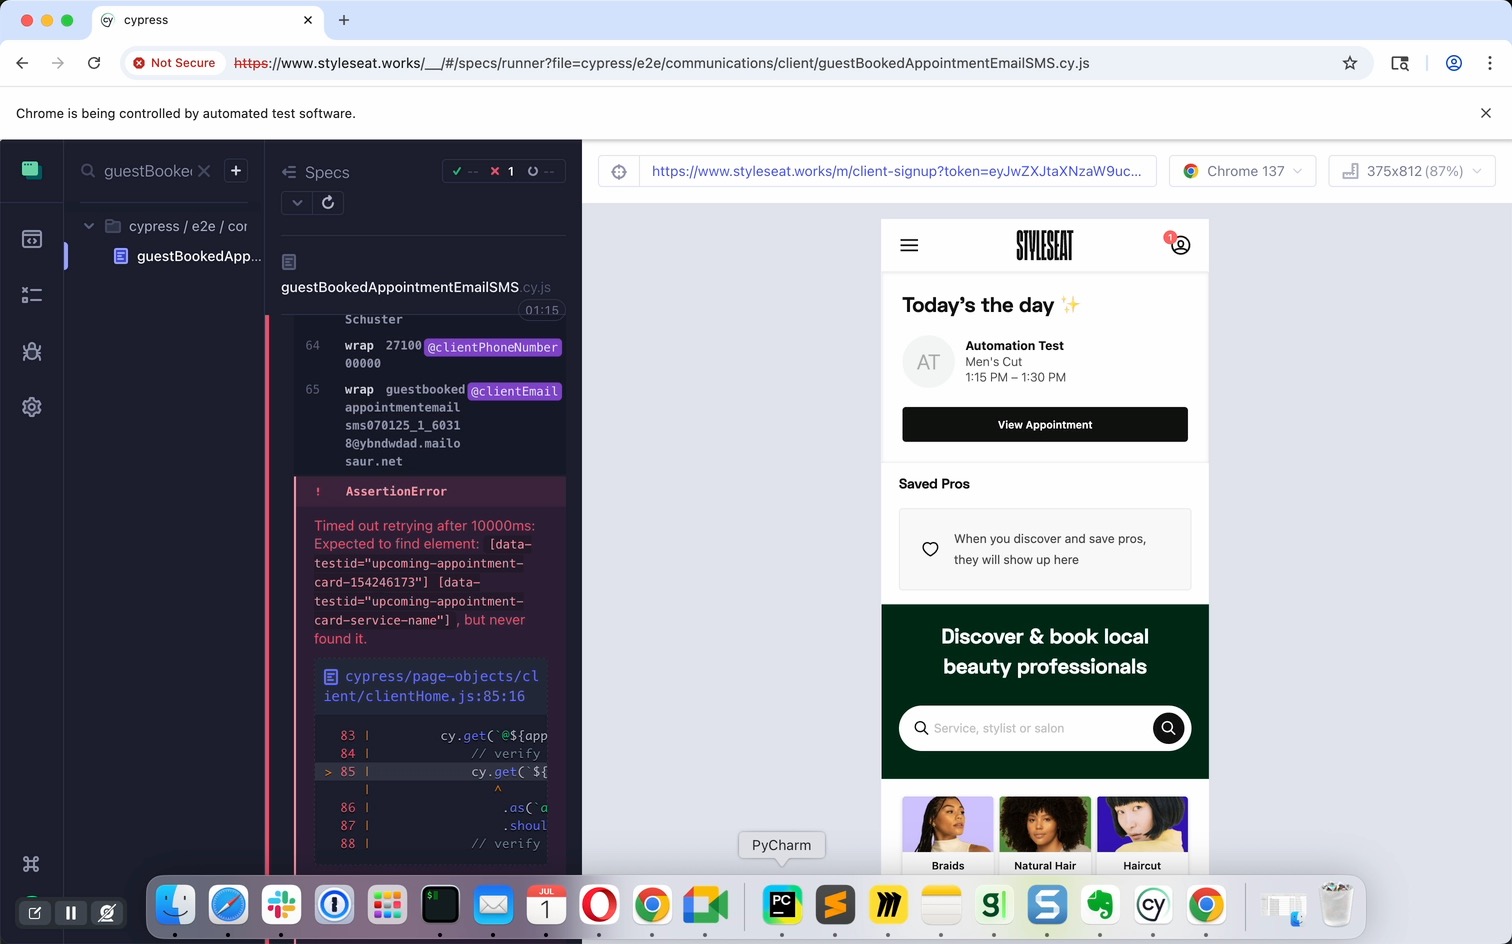 cypress
Not Secure
https://www.styleseat.works/__/#/specs/runner?file=cypress/e2e/communications/client/guestBookedAppointmentEmailSMS.cy.js
Chrome is being controlled by automated test software.
guestBooke
Specs
-- 1 --
cypress / e2e / cor
guestBookedApp...
guestBookedAppointmentEmailSMS.cy.js
01:15
Schuster
64 wrap 27100 @clientPhoneNumber
00000
65 wrap guestbooked @clientEmail
appointmentemail
sms070125_1_6031
8@ybndwdad.mailo
saur.net
! AssertionError
Timed out retrying after 10000ms:
Expected to find element: [data-
testid="upcoming-appointment-
card-154246173"] [data-
testid="upcoming-appointment-
card-service-name"] , but never
found it.
cypress/page-objects/cl
ient/clientHome.js:85:16
83 | cy.get(`@${app
84 | // verify
> 85 | cy.get(`${
| ^
86 | .as(`a
87 | .shoul
88 | // verify
https://www.styleseat.works/m/client-signup?token=eyJwZXJtaXNzaW9uc...
Chrome 137
375x812 (87%)
STYLESEAT
1
Today's the day ✨
AT
Automation Test
Men's Cut
1:15 PM – 1:30 PM
View Appointment
Saved Pros
When you discover and save pros,
they will show up here
Discover & book local
beauty professionals
Service, stylist or salon
Braids
Natural Hair
Haircut
PyCharm
JUL
1
PC
g
S
cy